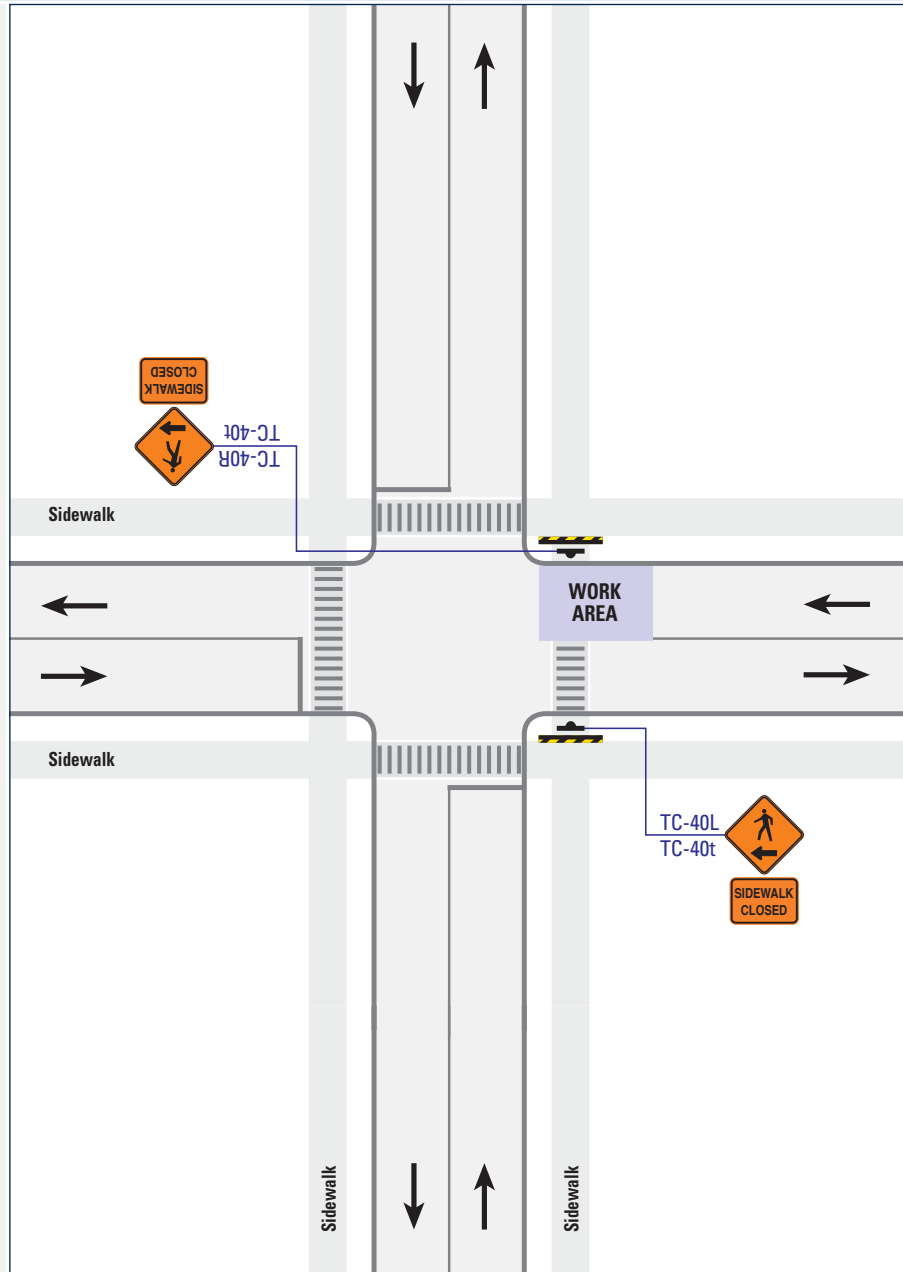 SIDEWALK
CLOSED
TC-40R
TC-40t
Sidewalk
WORK
AREA
Sidewalk
TC-40L
TC-40t
SIDEWALK
CLOSED
Sidewalk
Sidewalk